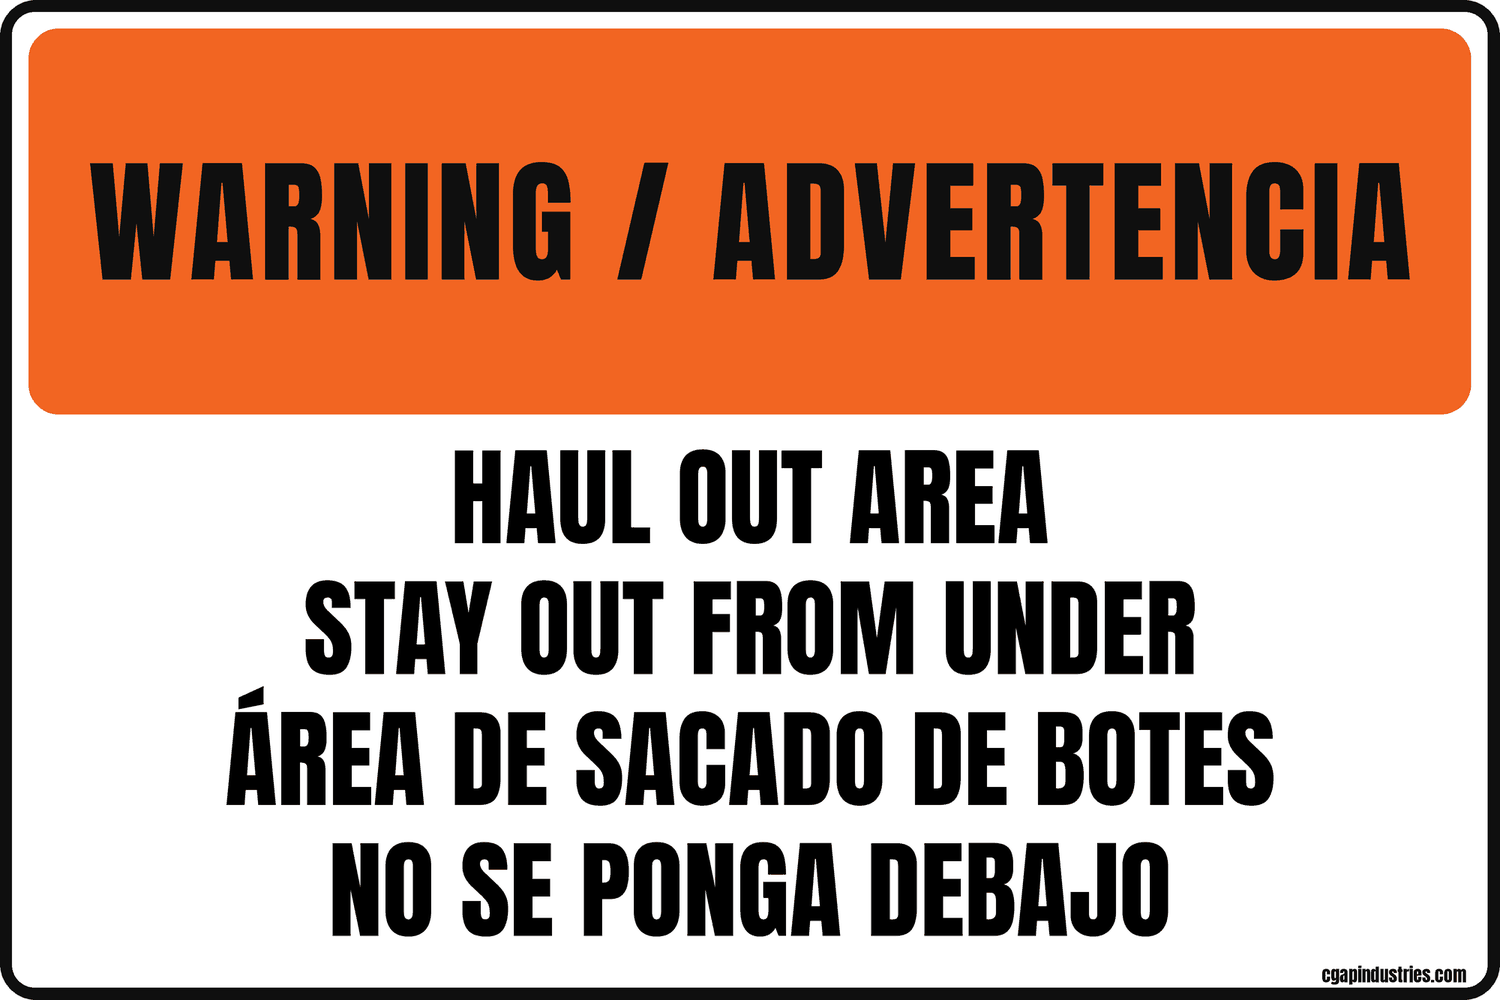 WARNING / ADVERTENCIA
HAUL OUT AREA
STAY OUT FROM UNDER
ÁREA DE SACADO DE BOTES
NO SE PONGA DEBAJO
cgapindustries.com